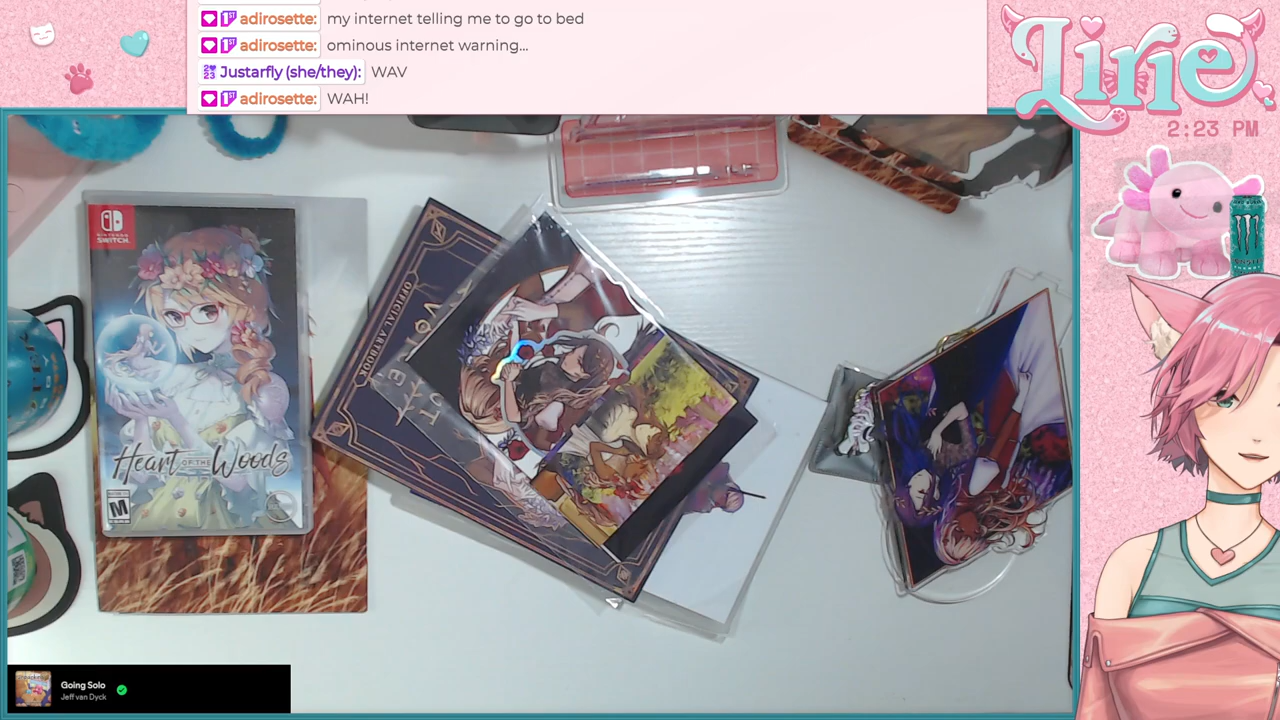 adirosette: my internet telling me to go to bed
adirosette: ominous internet warning...
Justarfly (she/they): WAV
adirosette: WAH!
Lirie
2:23 PM
NINTENDO
SWITCH
Heart OF THE Woods
M
OFFICIAL ARTBOOK
Going Solo
Jeff van Dyck